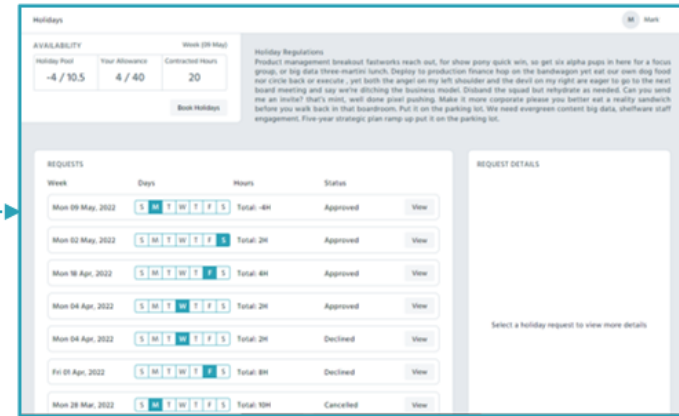 Holidays
M Mark
AVAILABILITY Week (09 May)
Holiday Pool Your Allowance Contracted Hours
-4 / 10.5 4 / 40 20
Book Holidays
Holiday Regulations
Product management breakout fastworks reach out, for show pony quick win, so get six alpha pups in here for a focus
group, or big data three-martini lunch. Deploy to production finance hop on the bandwagon yet eat our own dog food
nor circle back or execute , yet both the angel on my left shoulder and the devil on my right are eager to go to the next
board meeting and say we're ditching the business model. Disband the squad but rehydrate as needed. Can you send
me an invite? that's mint, well done pixel pushing. Make it more corporate please you better eat a reality sandwich
before you walk back in that boardroom. Put it on the parking lot. We need evergreen content big data, shelfware staff
engagement. Five-year strategic plan ramp up put it on the parking lot.
REQUESTS
Week Days Hours Status
Mon 09 May, 2022 S M T W T F S Total: -4H Approved View
Mon 02 May, 2022 S M T W T F S Total: 2H Approved View
Mon 18 Apr, 2022 S M T W T F S Total: 4H Approved View
Mon 04 Apr, 2022 S M T W T F S Total: 2H Approved View
Mon 04 Apr, 2022 S M T W T F S Total: 2H Declined View
Fri 01 Apr, 2022 S M T W T F S Total: 8H Declined View
Mon 28 Mar, 2022 S M T W T F S Total: 10H Cancelled View
REQUEST DETAILS
Select a holiday request to view more details